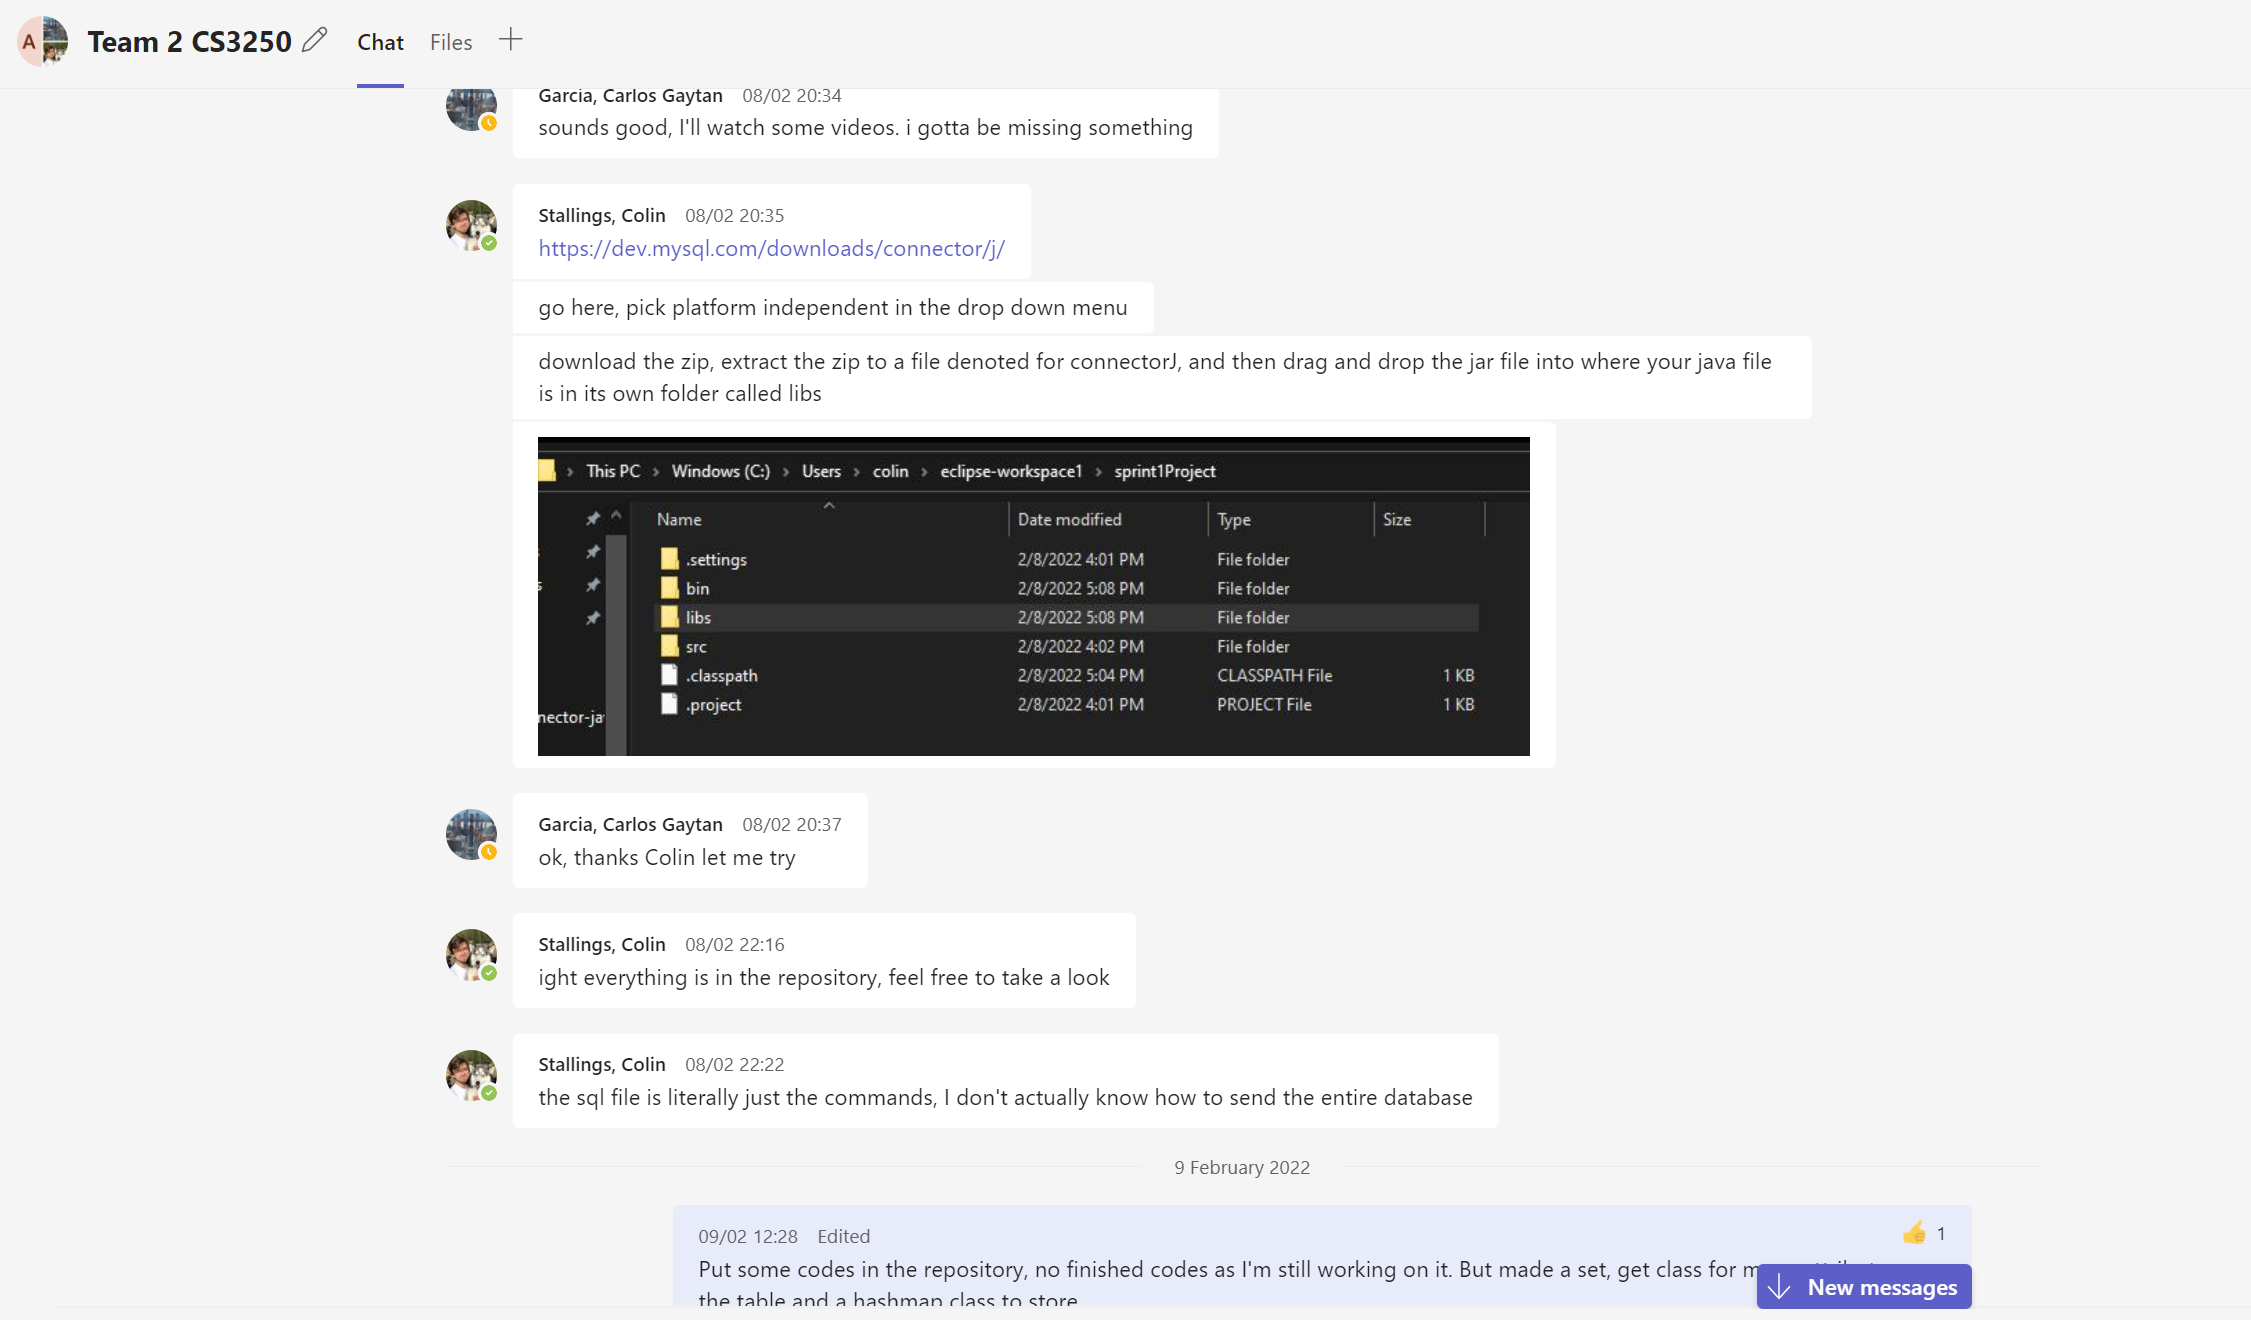 A
Team 2 CS3250
Chat
Files
Garcia, Carlos Gaytan 08/02 20:34
sounds good, I'll watch some videos. i gotta be missing something
Stallings, Colin 08/02 20:35
https://dev.mysql.com/downloads/connector/j/
go here, pick platform independent in the drop down menu
download the zip, extract the zip to a file denoted for connectorJ, and then drag and drop the jar file into where your java file
is in its own folder called libs
This PC > Windows (C:) > Users > colin > eclipse-workspace1 > sprint1Project
Name Date modified Type Size
.settings 2/8/2022 4:01 PM File folder
bin 2/8/2022 5:08 PM File folder
libs 2/8/2022 5:08 PM File folder
src 2/8/2022 4:02 PM File folder
.classpath 2/8/2022 5:04 PM CLASSPATH File 1 KB
.project 2/8/2022 4:01 PM PROJECT File 1 KB
nector-ja
Garcia, Carlos Gaytan 08/02 20:37
ok, thanks Colin let me try
Stallings, Colin 08/02 22:16
ight everything is in the repository, feel free to take a look
Stallings, Colin 08/02 22:22
the sql file is literally just the commands, I don't actually know how to send the entire database
9 February 2022
09/02 12:28 Edited
👍 1
Put some codes in the repository, no finished codes as I'm still working on it. But made a set, get class for
the table and a hashmap class to store
New messages